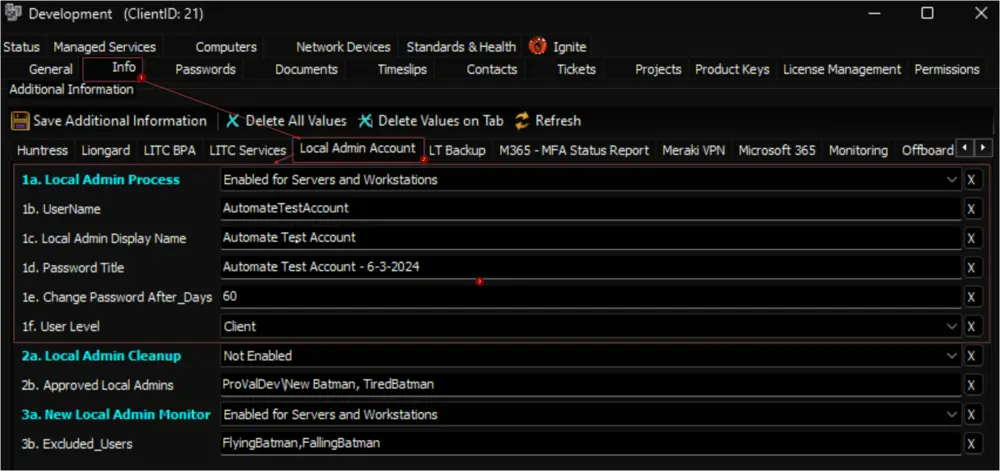 Development (ClientID: 21)
Status Managed Services Computers Network Devices Standards & Health Ignite
General Info Passwords Documents Timeslips Contacts Tickets Projects Product Keys License Management Permissions
Additional Information
Save Additional Information Delete All Values Delete Values on Tab Refresh
Huntress Liongard LITC BPA LITC Services Local Admin Account LT Backup M365 - MFA Status Report Meraki VPN Microsoft 365 Monitoring Offboard
1a. Local Admin Process Enabled for Servers and Workstations X
1b. UserName AutomateTestAccount X
1c. Local Admin Display Name Automate Test Account X
1d. Password Title Automate Test Account - 6-3-2024 X
1e. Change Password After_Days 60 X
1f. User Level Client X
2a. Local Admin Cleanup Not Enabled X
2b. Approved Local Admins ProValDev\New Batman, TiredBatman X
3a. New Local Admin Monitor Enabled for Servers and Workstations X
3b. Excluded_Users FlyingBatman,FallingBatman X